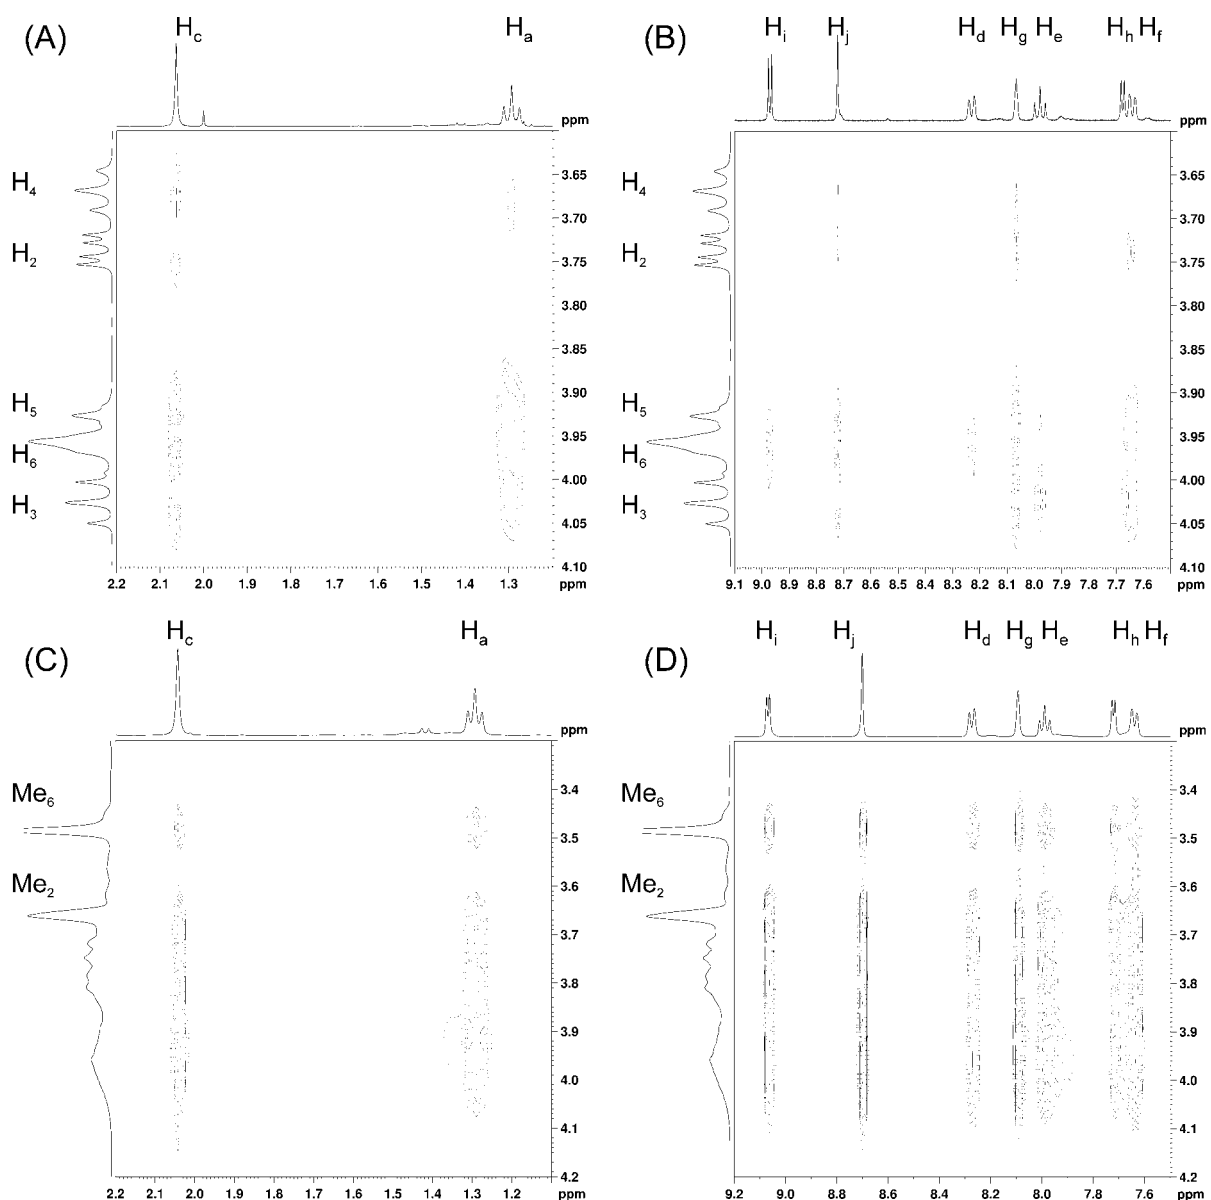 (A) Hc Ha
ppm
H4 3.65
3.70
H2 3.75
3.80
3.85
H5 3.90
3.95
H6 4.00
H3 4.05
4.10
2.2 2.1 2.0 1.9 1.8 1.7 1.6 1.5 1.4 1.3 ppm
(B) Hi Hj Hd Hg He Hh Hf
ppm
H4 3.65
3.70
H2 3.75
3.80
3.85
H5 3.90
3.95
H6 4.00
H3 4.05
4.10
9.1 9.0 8.9 8.8 8.7 8.6 8.5 8.4 8.3 8.2 8.1 8.0 7.9 7.8 7.7 7.6 ppm
(C) Hc Ha
ppm
Me6 3.4
3.5
Me2 3.6
3.7
3.8
3.9
4.0
4.1
4.2
2.2 2.1 2.0 1.9 1.8 1.7 1.6 1.5 1.4 1.3 1.2 ppm
(D) Hi Hj Hd Hg He Hh Hf
ppm
Me6 3.4
3.5
Me2 3.6
3.7
3.8
3.9
4.0
4.1
4.2
9.2 9.0 8.8 8.6 8.4 8.2 8.0 7.8 7.6 ppm